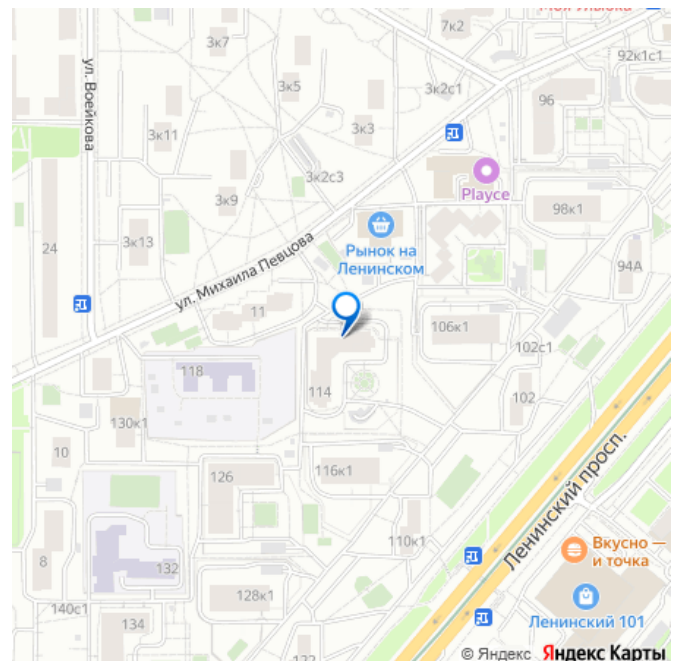 Моя Улыбка
7к2
3к7
92к1с1
ул. Воейкова
3к5
3к2с1
96
3к11
3к3
Playce
3к2с3
3к9
98к1
24
3к13
Рынок на
Ленинском
94А
ул. Михаила Певцова
11
106к1
102с1
118
114
102
130к1
10
126
116к1
Ленинский просп.
110к1
8
132
Вкусно —
и точка
128к1
140с1
134
Ленинский 101
122
© Яндекс Яндекс Карты